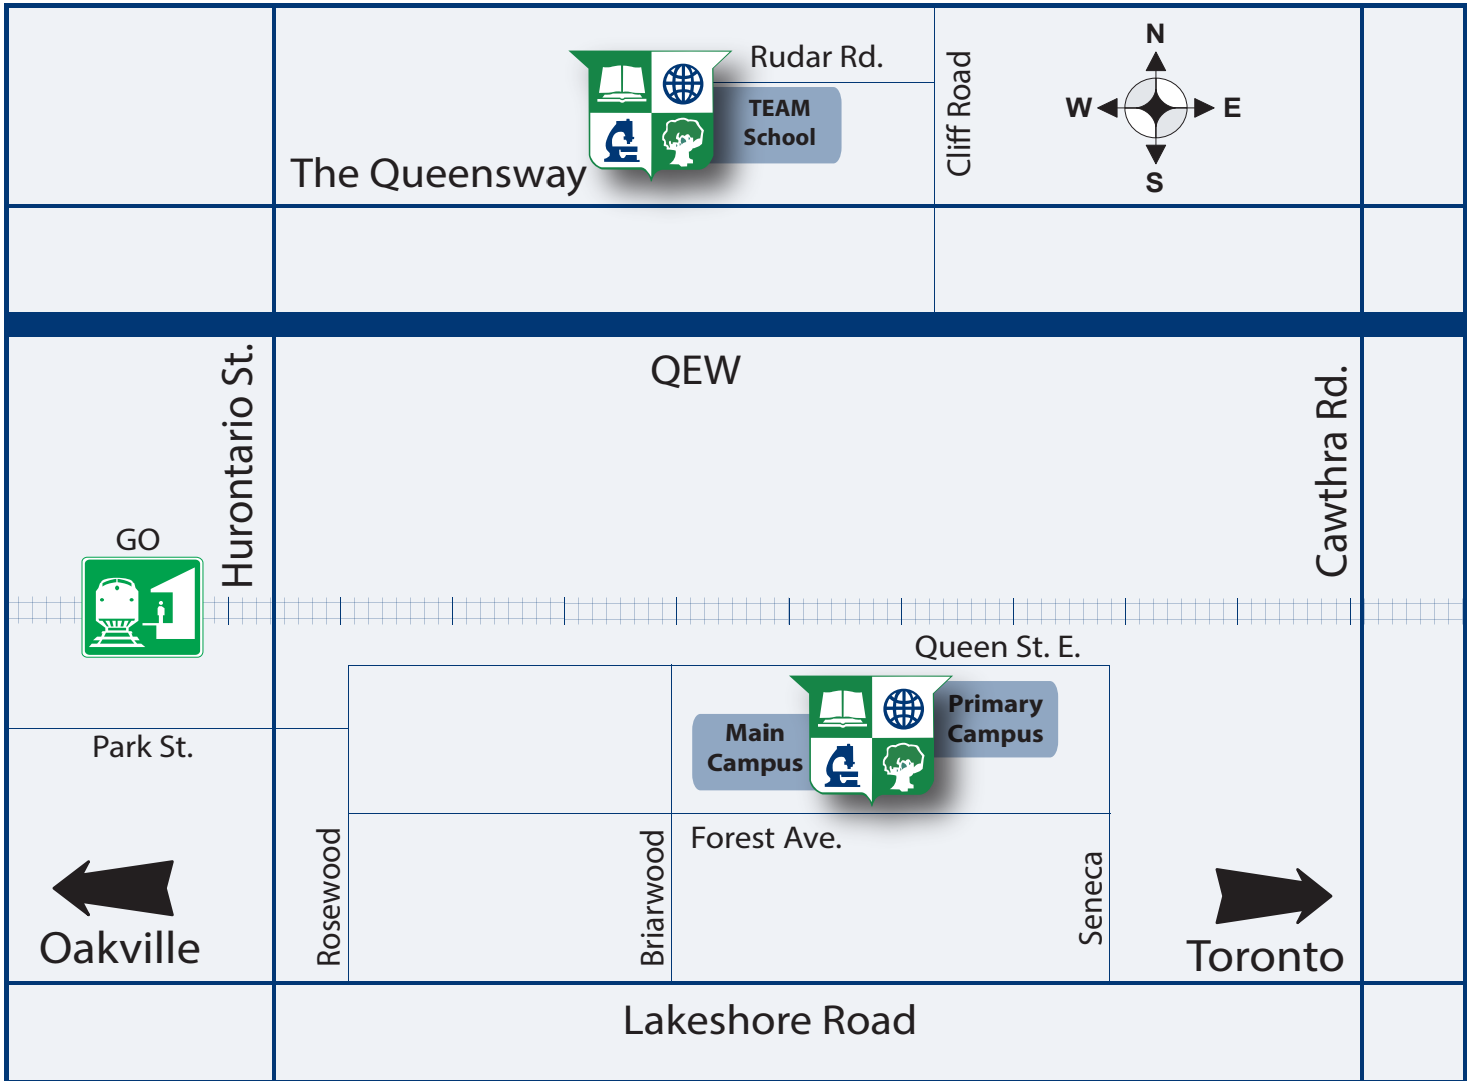 N
Rudar Rd.
W
E
TEAM
School
Cliff Road
The Queensway
S
QEW
Hurontario St.
Cawthra Rd.
GO
Queen St. E.
Primary
Campus
Main
Campus
Park St.
Forest Ave.
Rosewood
Briarwood
Seneca
Oakville
Toronto
Lakeshore Road